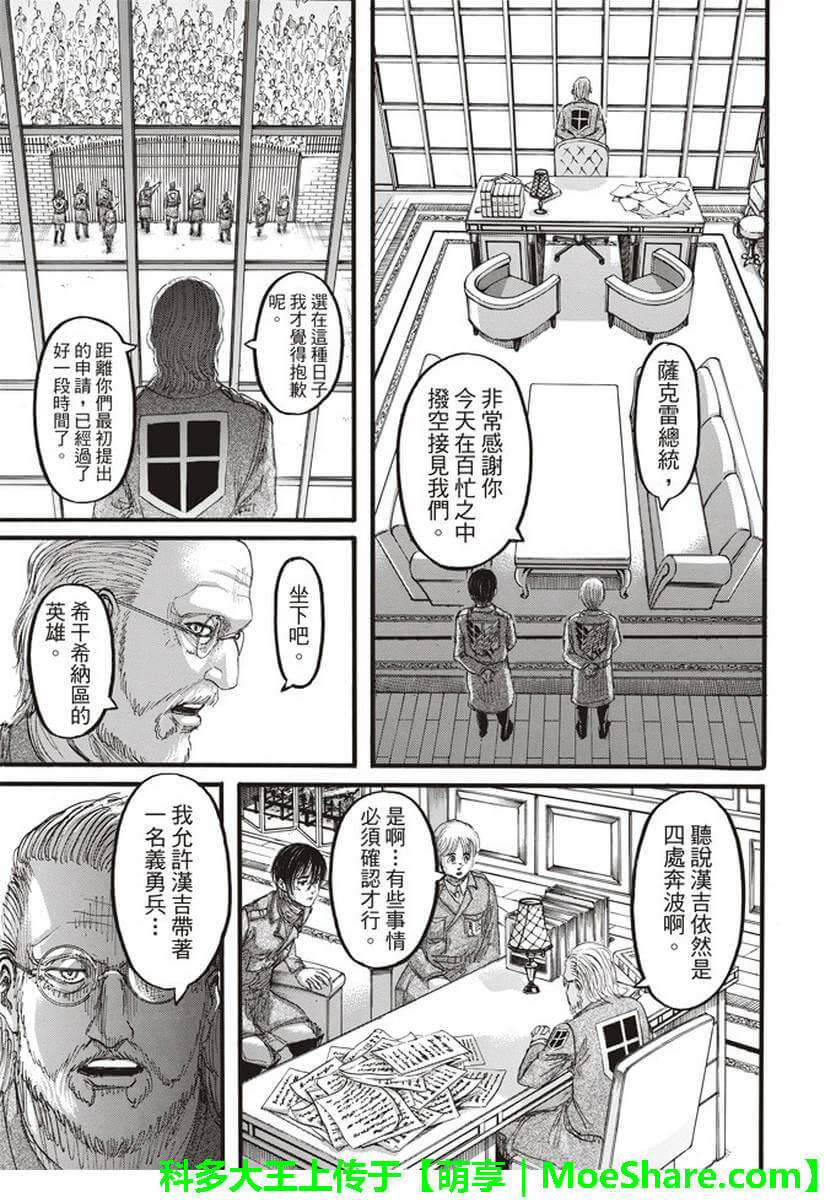 薩克雷總統，
非常感謝你
今天在百忙之中
撥空接見我們。
選在這種日子
我才覺得抱歉
呢。
距離你們最初提出
的申請，已經過了
好一段時間了。
坐下吧。
希干希納區的
英雄。
聽說漢吉依然是
四處奔波啊。
是啊…有些事情
必須確認才行。
我允許漢吉帶著
一名義勇兵…
科多大王上传于【萌享】|MoeShare.com】